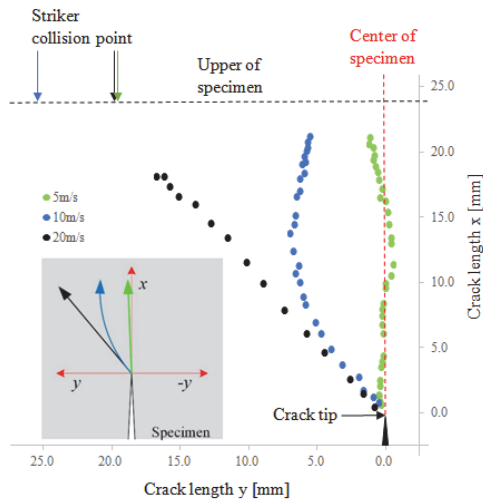 Striker
collision point
Upper of
specimen
Center of
specimen
25.0
20.0
15.0
10.0
5.0
0.0
Crack length x [mm]
5m/s
10m/s
20m/s
x
y
-y
Specimen
Crack tip
25.0 20.0 15.0 10.0 5.0 0.0
Crack length y [mm]